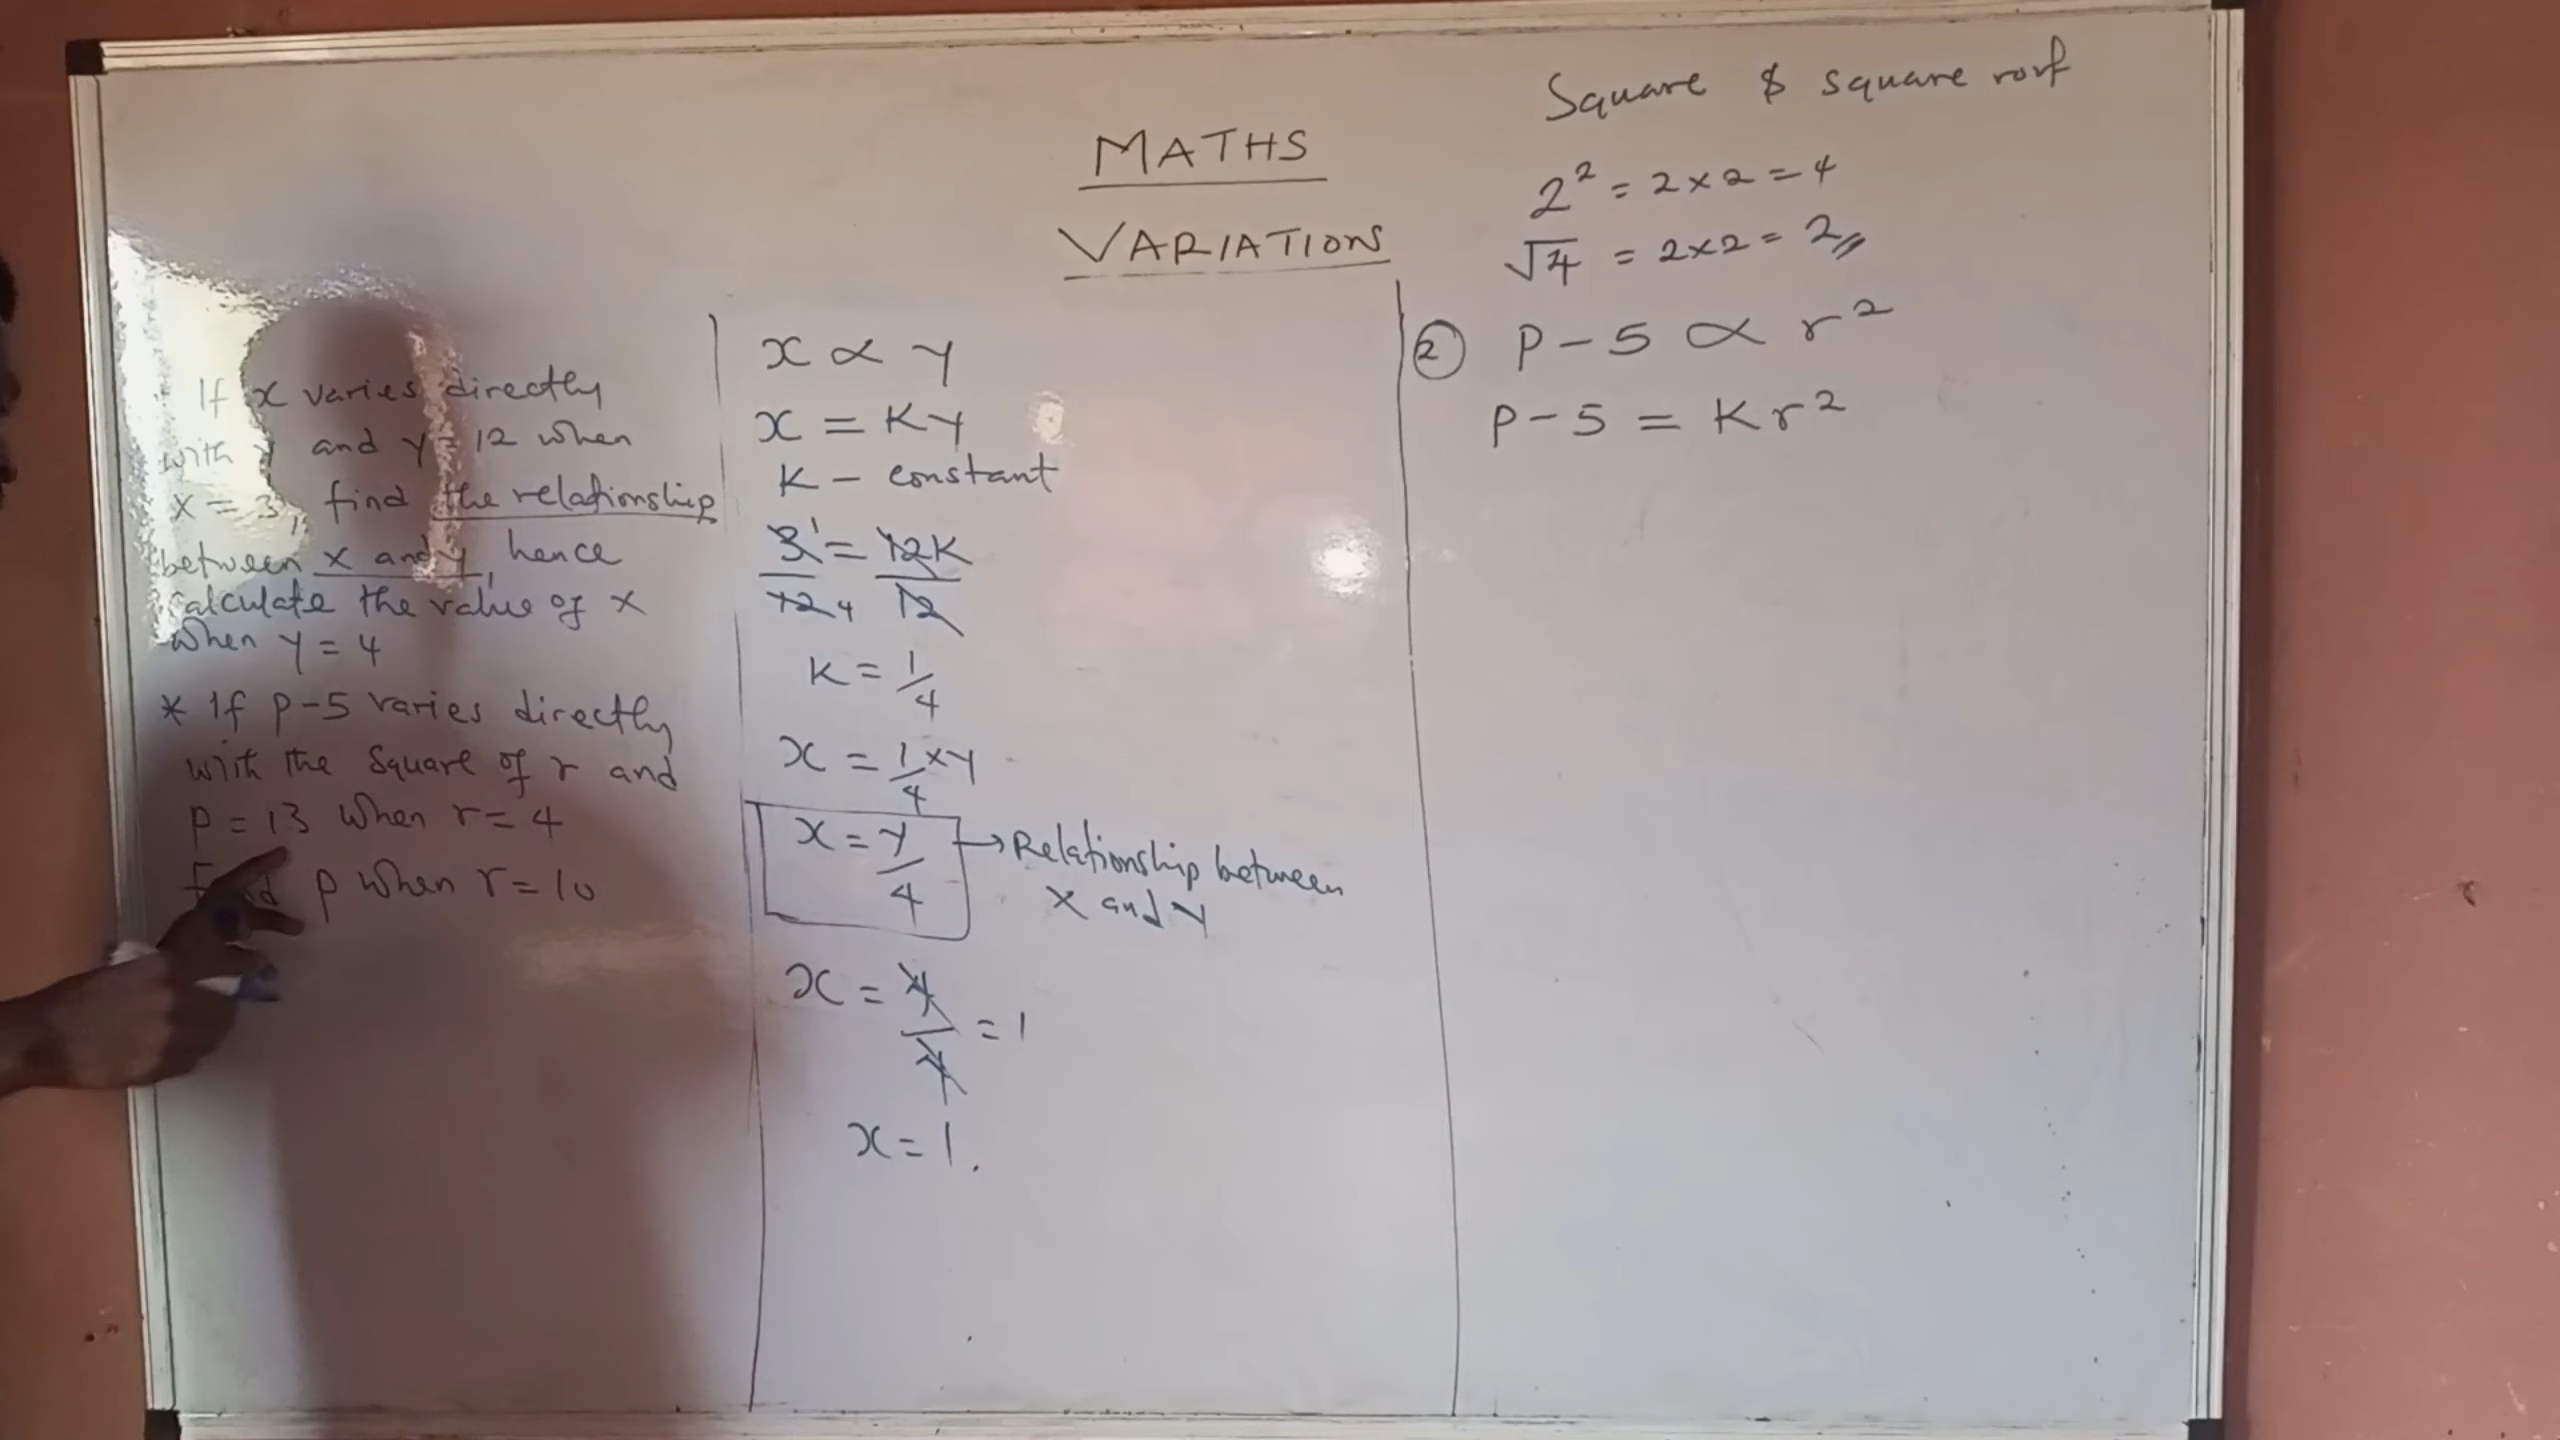 MATHS
VARIATIONS
If x varies directly
with y and y = 12 when
x = 3, find the relationship
between x and y, hence
calculate the value of x
when y = 4
* If P-5 varies directly
with the square of r and
P = 13 when r = 4
Find P when r = 10
x ∝ y
x = Ky
K - constant
3 1 = 12K
12 4 12
K = 1/4
x = 1/4 × y
x = y/4 → Relationship between
x and y
x = 4/4 = 1
x = 1.
Square & square root
2² = 2 × 2 = 4
√4 = 2 × 2 = 2
② P - 5 ∝ r²
P - 5 = Kr²